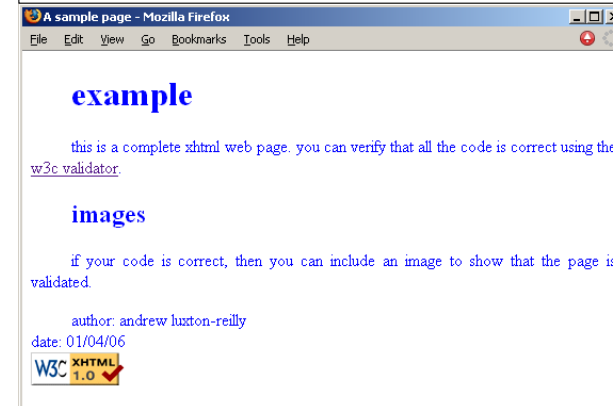 A sample page - Mozilla Firefox
File Edit View Go Bookmarks Tools Help
example
this is a complete xhtml web page. you can verify that all the code is correct using the
w3c validator.
images
if your code is correct, then you can include an image to show that the page is
validated.
author: andrew luxton-reilly
date: 01/04/06
W3C XHTML
1.0